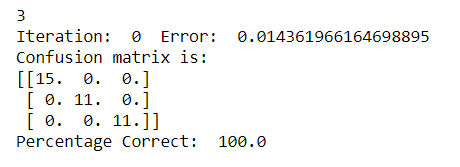 3
Iteration:  0  Error:  0.014361966164698895
Confusion matrix is:
[[15.  0.  0.]
 [ 0. 11.  0.]
 [ 0.  0. 11.]]
Percentage Correct:  100.0